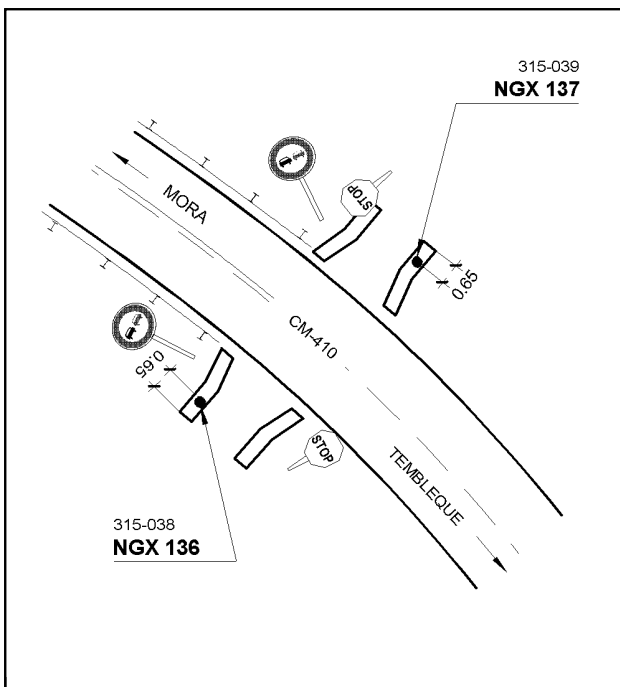 315-039
NGX 137
STOP
MORA
0.65
CM-410
0.65
STOP
TEMBLEQUE
315-038
NGX 136